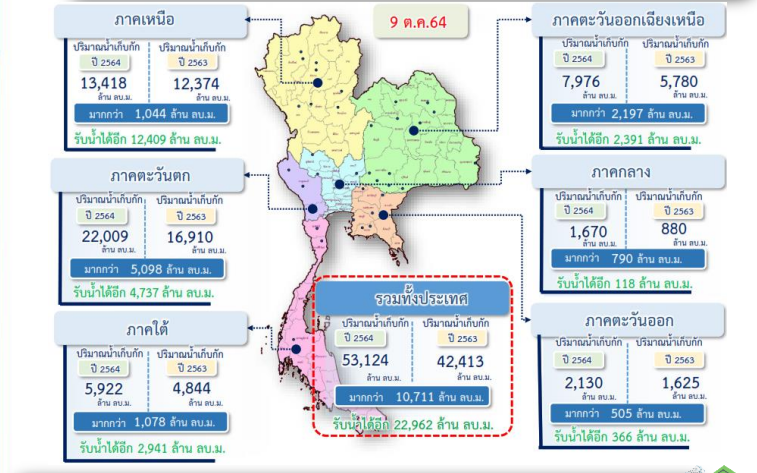 9 ต.ค.64
ภาคเหนือ
ปริมาณน้ำเก็บกัก ปริมาณน้ำเก็บกัก
ปี 2564 ปี 2563
13,418 12,374
ล้าน ลบ.ม. ล้าน ลบ.ม.
มากกว่า 1,044 ล้าน ลบ.ม.
รับน้ำได้อีก 12,409 ล้าน ลบ.ม.
ภาคตะวันออกเฉียงเหนือ
ปริมาณน้ำเก็บกัก ปริมาณน้ำเก็บกัก
ปี 2564 ปี 2563
7,976 5,780
ล้าน ลบ.ม. ล้าน ลบ.ม.
มากกว่า 2,197 ล้าน ลบ.ม.
รับน้ำได้อีก 2,391 ล้าน ลบ.ม.
ภาคตะวันตก
ปริมาณน้ำเก็บกัก ปริมาณน้ำเก็บกัก
ปี 2564 ปี 2563
22,009 16,910
ล้าน ลบ.ม. ล้าน ลบ.ม.
มากกว่า 5,098 ล้าน ลบ.ม.
รับน้ำได้อีก 4,737 ล้าน ลบ.ม.
ภาคกลาง
ปริมาณน้ำเก็บกัก ปริมาณน้ำเก็บกัก
ปี 2564 ปี 2563
1,670 880
ล้าน ลบ.ม. ล้าน ลบ.ม.
มากกว่า 790 ล้าน ลบ.ม.
รับน้ำได้อีก 118 ล้าน ลบ.ม.
ภาคใต้
ปริมาณน้ำเก็บกัก ปริมาณน้ำเก็บกัก
ปี 2564 ปี 2563
5,922 4,844
ล้าน ลบ.ม. ล้าน ลบ.ม.
มากกว่า 1,078 ล้าน ลบ.ม.
รับน้ำได้อีก 2,941 ล้าน ลบ.ม.
รวมทั้งประเทศ
ปริมาณน้ำเก็บกัก ปริมาณน้ำเก็บกัก
ปี 2564 ปี 2563
53,124 42,413
ล้าน ลบ.ม. ล้าน ลบ.ม.
มากกว่า 10,711 ล้าน ลบ.ม.
รับน้ำได้อีก 22,962 ล้าน ลบ.ม.
ภาคตะวันออก
ปริมาณน้ำเก็บกัก ปริมาณน้ำเก็บกัก
ปี 2564 ปี 2563
2,130 1,625
ล้าน ลบ.ม. ล้าน ลบ.ม.
มากกว่า 505 ล้าน ลบ.ม.
รับน้ำได้อีก 366 ล้าน ลบ.ม.